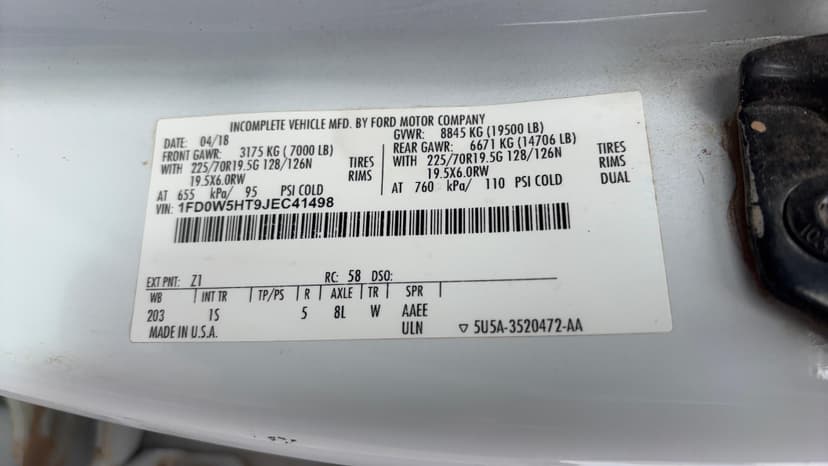 INCOMPLETE VEHICLE MFD. BY FORD MOTOR COMPANY
DATE: 04/18 GVWR: 8845 KG (19500 LB)
FRONT GAWR: 3175 KG ( 7000 LB) REAR GAWR: 6671 KG (14706 LB)
WITH 225/70R19.5G 128/126N TIRES WITH 225/70R19.5G 128/126N TIRES
19.5X6.0RW RIMS 19.5X6.0RW RIMS
AT 655 kPa/ 95 PSI COLD AT 760 kPa/ 110 PSI COLD DUAL
VIN: 1FD0W5HT9JEC41498
EXT PNT: Z1 RC: 58 DSO:
WB INT TR TP/PS R AXLE TR SPR
203 1S 5 8L W AAEE
MADE IN U.S.A. ULN ▽ 5U5A-3520472-AA